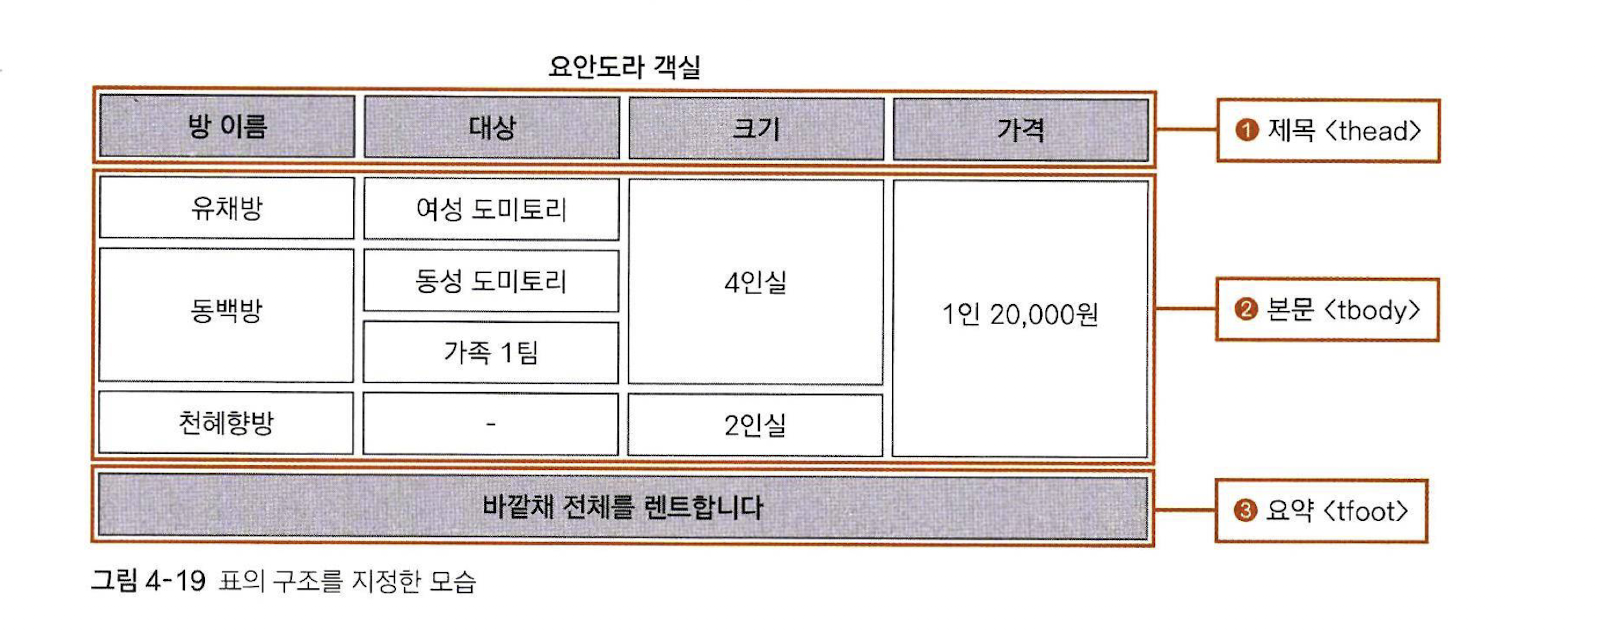 요안도라 객실
방 이름 대상 크기 가격
❶ 제목 <thead>
유채방 여성 도미토리
동백방 동성 도미토리 4인실 1인 20,000원
❷ 본문 <tbody>
가족 1팀
천혜향방 - 2인실
바깥채 전체를 렌트합니다
❸ 요약 <tfoot>
그림 4-19 표의 구조를 지정한 모습